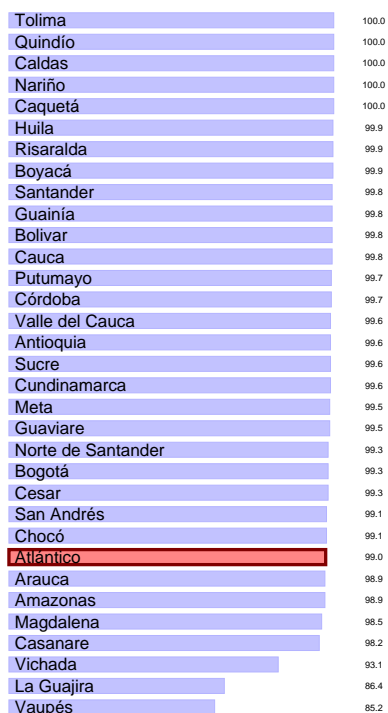 Tolima 100.0
Quindío 100.0
Caldas 100.0
Nariño 100.0
Caquetá 100.0
Huila 99.9
Risaralda 99.9
Boyacá 99.9
Santander 99.8
Guainía 99.8
Bolivar 99.8
Cauca 99.8
Putumayo 99.7
Córdoba 99.7
Valle del Cauca 99.6
Antioquia 99.6
Sucre 99.6
Cundinamarca 99.6
Meta 99.5
Guaviare 99.5
Norte de Santander 99.3
Bogotá 99.3
Cesar 99.3
San Andrés 99.1
Chocó 99.1
Atlántico 99.0
Arauca 98.9
Amazonas 98.9
Magdalena 98.5
Casanare 98.2
Vichada 93.1
La Guajira 86.4
Vaupés 85.2